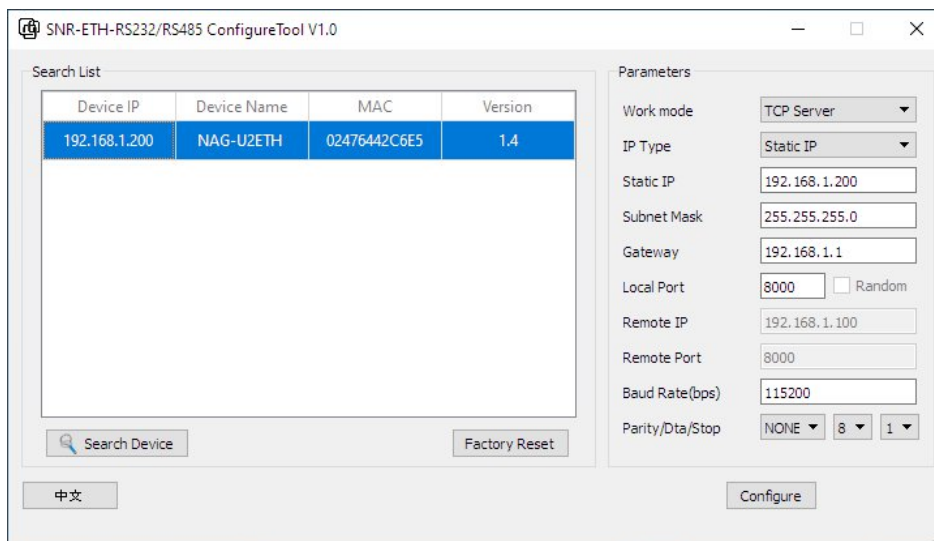 SNR-ETH-RS232/RS485 ConfigureTool V1.0
Search List
Device IP Device Name MAC Version
192.168.1.200 NAG-U2ETH 02476442C6E5 1.4
Search Device
Factory Reset
中文
Parameters
Work mode TCP Server
IP Type Static IP
Static IP 192.168.1.200
Subnet Mask 255.255.255.0
Gateway 192.168.1.1
Local Port 8000 Random
Remote IP 192.168.1.100
Remote Port 8000
Baud Rate(bps) 115200
Parity/Dta/Stop NONE 8 1
Configure